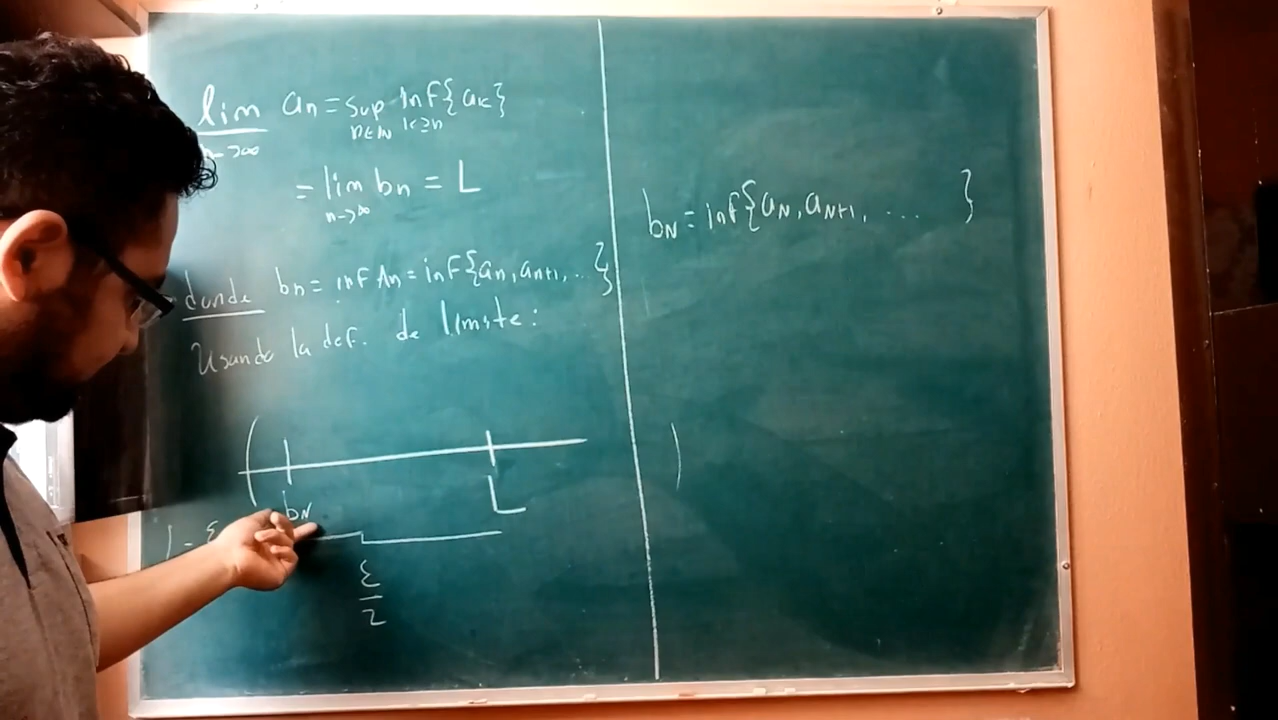 lim an = sup inf{ak}
n→∞ n∈ℕ k≥n
= lim bn = L
n→∞
donde bn = inf An = inf{an, an+1, ...}
Usando la def. de limite:
( )
bN L
ε/2
bN = inf{aN, aN+1, ... }